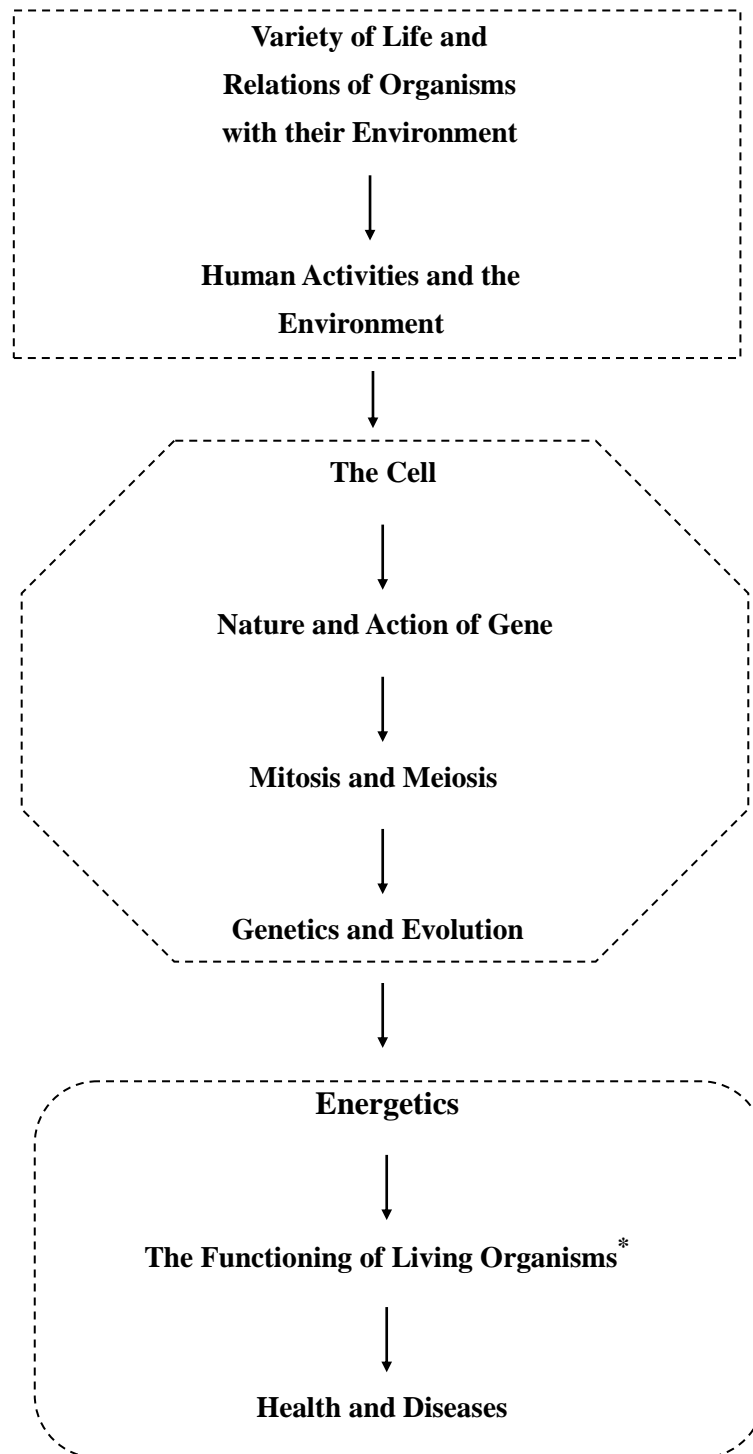 Variety of Life and
Relations of Organisms
with their Environment
Human Activities and the
Environment
The Cell
Nature and Action of Gene
Mitosis and Meiosis
Genetics and Evolution
Energetics
The Functioning of Living Organisms*
Health and Diseases